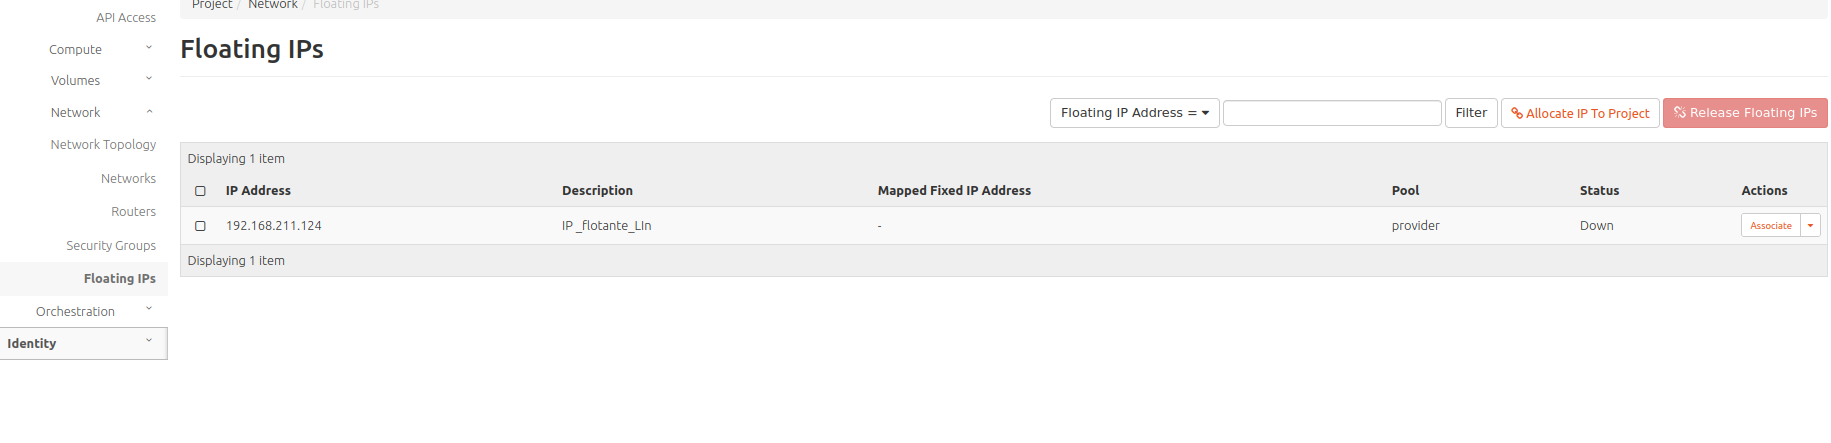 Project / Network / Floating IPs
API Access
Compute
Volumes
Network
Network Topology
Networks
Routers
Security Groups
Floating IPs
Orchestration
Identity
Floating IPs
Floating IP Address =
Filter
Allocate IP To Project
Release Floating IPs
Displaying 1 item
IP Address Description Mapped Fixed IP Address Pool Status Actions
192.168.211.124 IP _flotante_LIn - provider Down Associate
Displaying 1 item